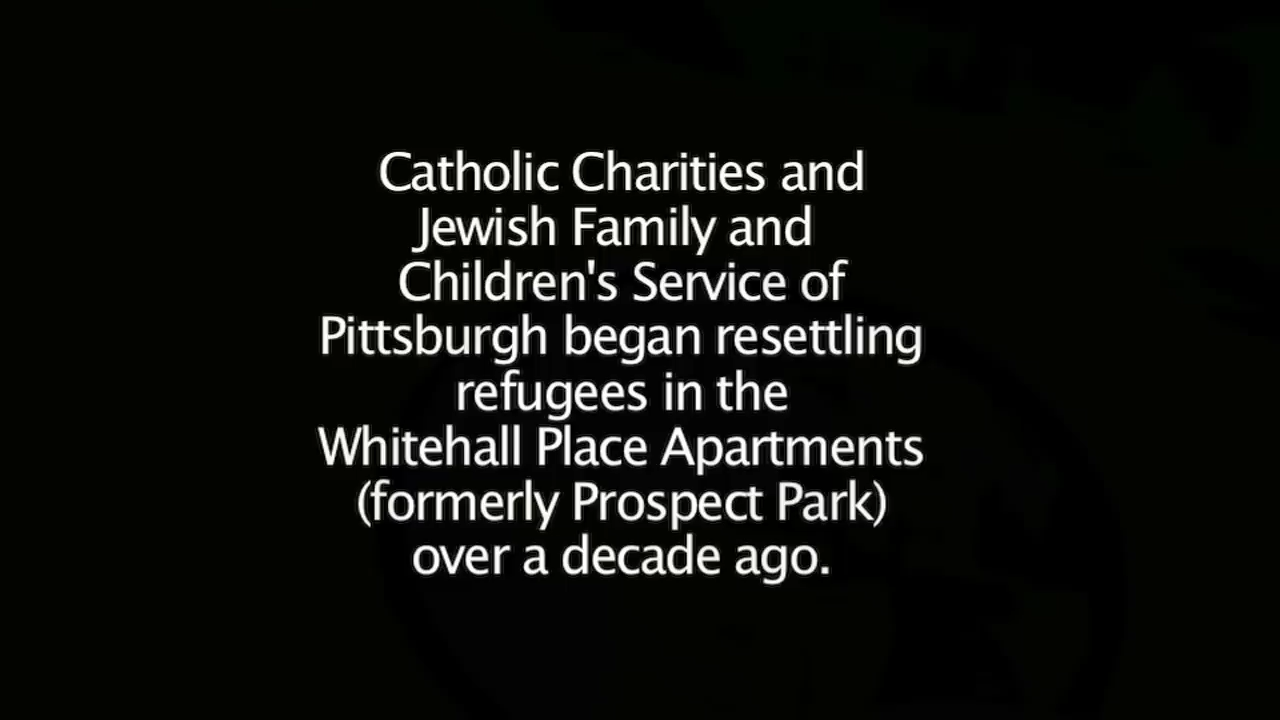 Catholic Charities and
Jewish Family and
Children's Service of
Pittsburgh began resettling
refugees in the
Whitehall Place Apartments
(formerly Prospect Park)
over a decade ago.